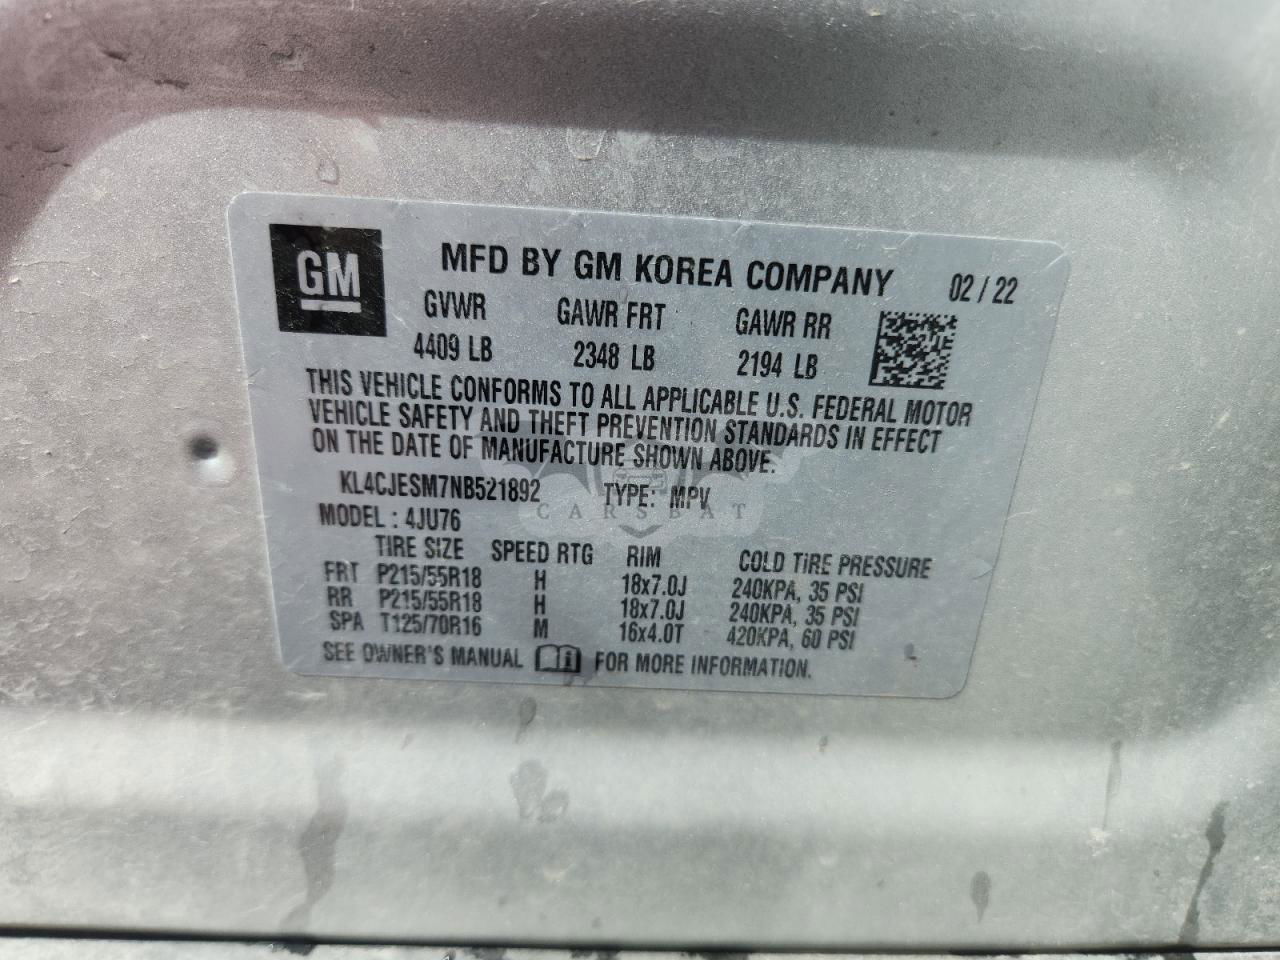 GM
MFD BY GM KOREA COMPANY 02 / 22
GVWR GAWR FRT GAWR RR
4409 LB 2348 LB 2194 LB
THIS VEHICLE CONFORMS TO ALL APPLICABLE U.S. FEDERAL MOTOR
VEHICLE SAFETY AND THEFT PREVENTION STANDARDS IN EFFECT
ON THE DATE OF MANUFACTURE SHOWN ABOVE.
KL4CJESM7NB521892 TYPE: MPV
CARSBAT
MODEL : 4JU76
TIRE SIZE SPEED RTG RIM COLD TIRE PRESSURE
FRT P215/55R18 H 18x7.0J 240KPA, 35 PSI
RR P215/55R18 H 18x7.0J 240KPA, 35 PSI
SPA T125/70R16 M 16x4.0T 420KPA, 60 PSI
SEE OWNER'S MANUAL FOR MORE INFORMATION.